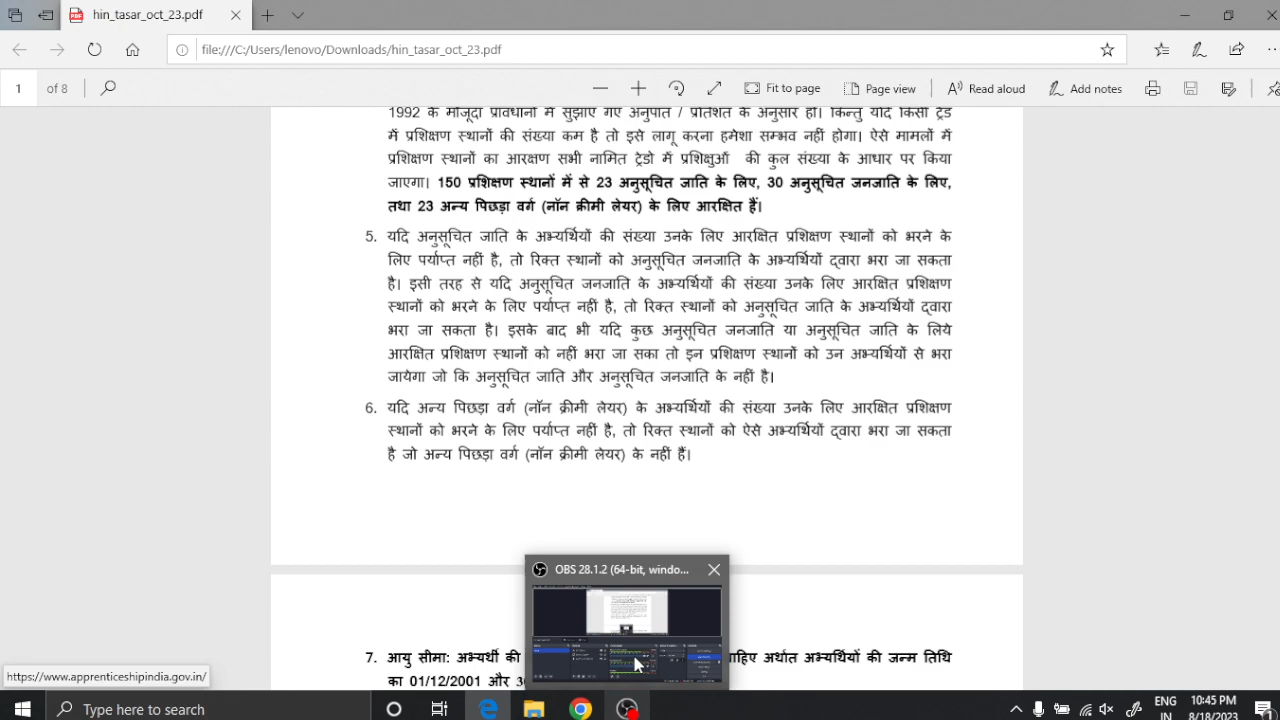 hin_tasar_oct_23.pdf
file:///C:/Users/lenovo/Downloads/hin_tasar_oct_23.pdf
1 of 8 Fit to page Page view Read aloud Add notes
1992 के मौजूदा प्रावधानों में सुझाए गए अनुपात / प्रतिशत के अनुसार हो। किन्तु यदि किसी ट्रेड
में प्रशिक्षण स्थानों की संख्या कम है तो इसे लागू करना हमेशा सम्भव नहीं होगा। ऐसे मामलों में
प्रशिक्षण स्थानों का आरक्षण सभी नामित ट्रेडो में प्रशिक्षुओं की कुल संख्या के आधार पर किया
जाएगा। 150 प्रशिक्षण स्थानों में से 23 अनुसूचित जाति के लिए, 30 अनुसूचित जनजाति के लिए,
तथा 23 अन्य पिछड़ा वर्ग (नॉन क्रीमी लेयर) के लिए आरक्षित हैं।
5. यदि अनुसूचित जाति के अभ्यर्थियों की संख्या उनके लिए आरक्षित प्रशिक्षण स्थानों को भरने के
लिए पर्याप्त नहीं है, तो रिक्त स्थानों को अनुसूचित जनजाति के अभ्यर्थियों द्वारा भरा जा सकता
है। इसी तरह से यदि अनुसूचित जनजाति के अभ्यर्थियों की संख्या उनके लिए आरक्षित प्रशिक्षण
स्थानों को भरने के लिए पर्याप्त नहीं है, तो रिक्त स्थानों को अनुसूचित जाति के अभ्यर्थियों द्वारा
भरा जा सकता है। इसके बाद भी यदि कुछ अनुसूचित जनजाति या अनुसूचित जाति के लिये
आरक्षित प्रशिक्षण स्थानों को नहीं भरा जा सका तो इन प्रशिक्षण स्थानों को उन अभ्यर्थियों से भरा
जायेगा जो कि अनुसूचित जाति और अनुसूचित जनजाति के नहीं है।
6. यदि अन्य पिछड़ा वर्ग (नॉन क्रीमी लेयर) के अभ्यर्थियों की संख्या उनके लिए आरक्षित प्रशिक्षण
स्थानों को भरने के लिए पर्याप्त नहीं है, तो रिक्त स्थानों को ऐसे अभ्यर्थियों द्वारा भरा जा सकता
है जो अन्य पिछड़ा वर्ग (नॉन क्रीमी लेयर) के नहीं हैं।
OBS 28.1.2 (64-bit, windo...
7. अभ्यर्थी की चाहिए अर्थात अभ्यर्थियों की जन्म तिथि
का 01/12/2001 और
Type here to search
ENG
IN
10:45 PM
8/18/2023